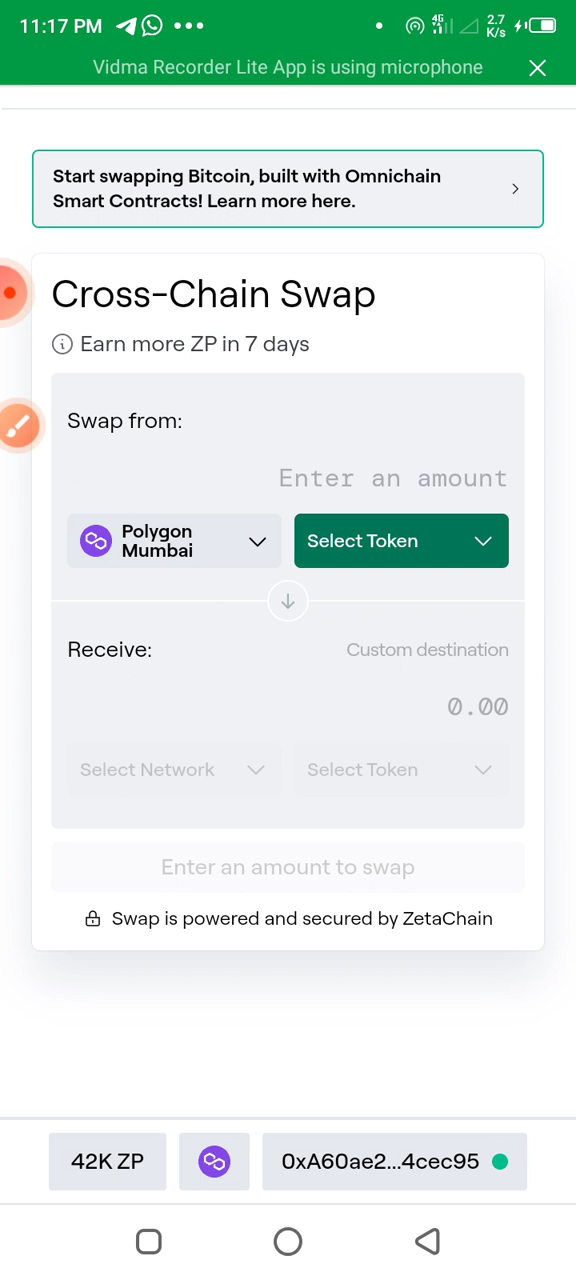 11:17 PM
4G
2.7
K/s
Vidma Recorder Lite App is using microphone
Start swapping Bitcoin, built with Omnichain
Smart Contracts! Learn more here.
Cross-Chain Swap
Earn more ZP in 7 days
Swap from:
Enter an amount
Polygon
Mumbai
Select Token
Receive:
Custom destination
0.00
Select Network
Select Token
Enter an amount to swap
Swap is powered and secured by ZetaChain
42K ZP
0xA60ae2...4cec95